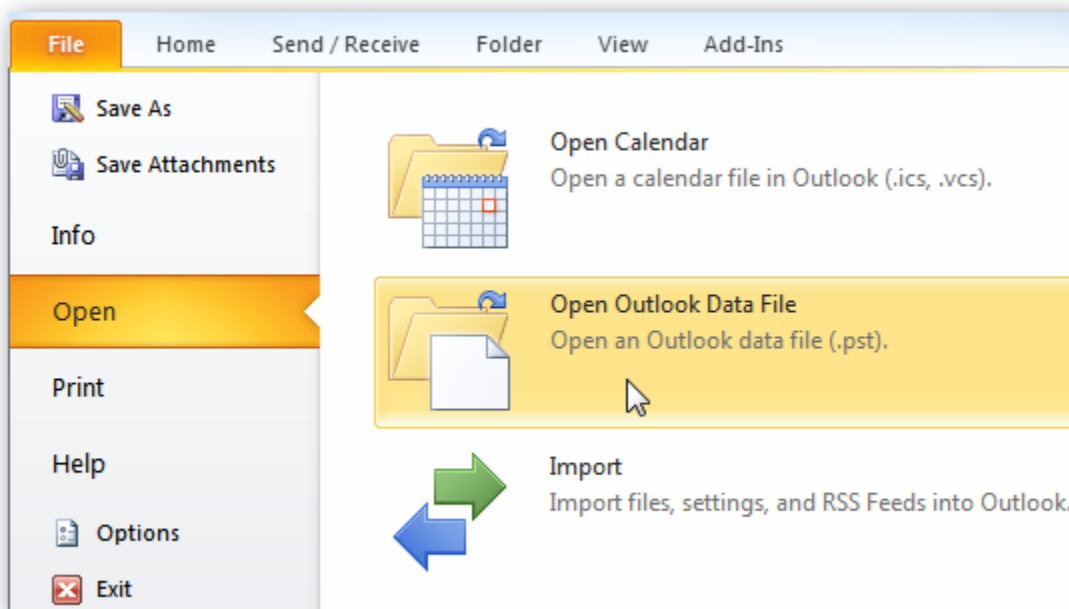 File Home Send / Receive Folder View Add-Ins
Save As
Save Attachments
Info
Open
Print
Help
Options
Exit
Open Calendar
Open a calendar file in Outlook (.ics, .vcs).
Open Outlook Data File
Open an Outlook data file (.pst).
Import
Import files, settings, and RSS Feeds into Outlook.